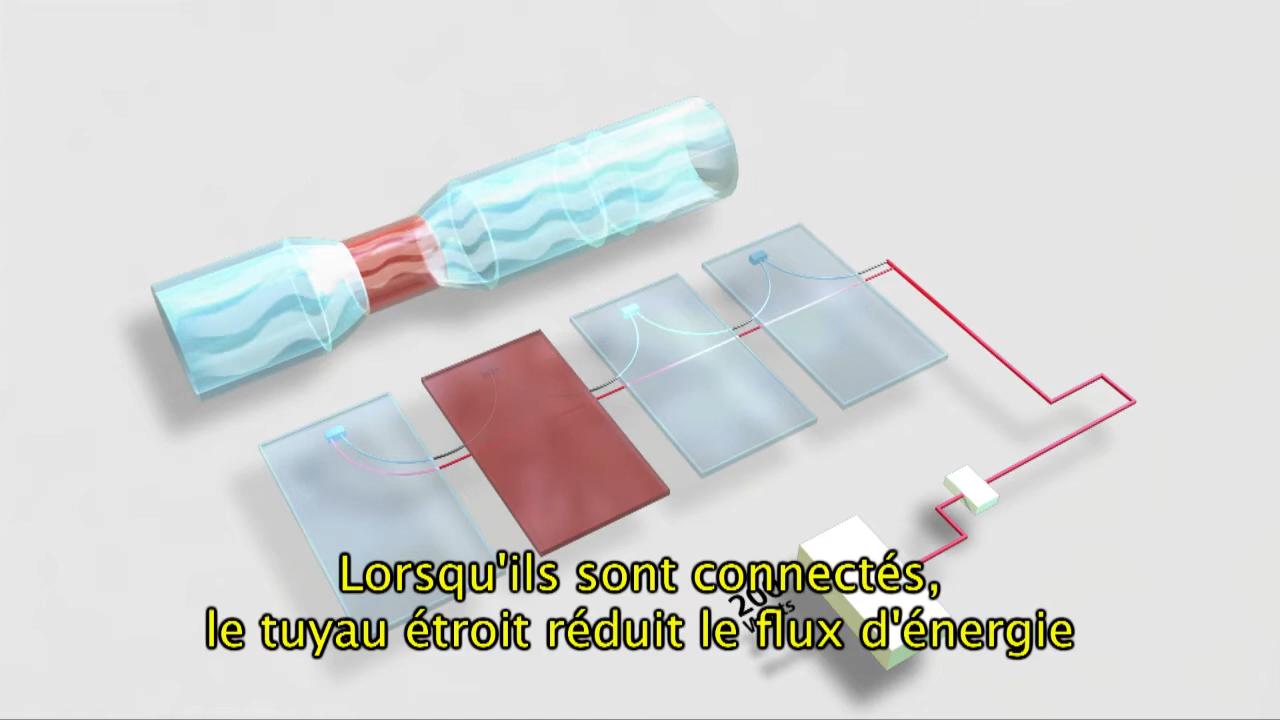 Lorsqu'ils sont connectés,
le tuyau étroit réduit le flux d'énergie